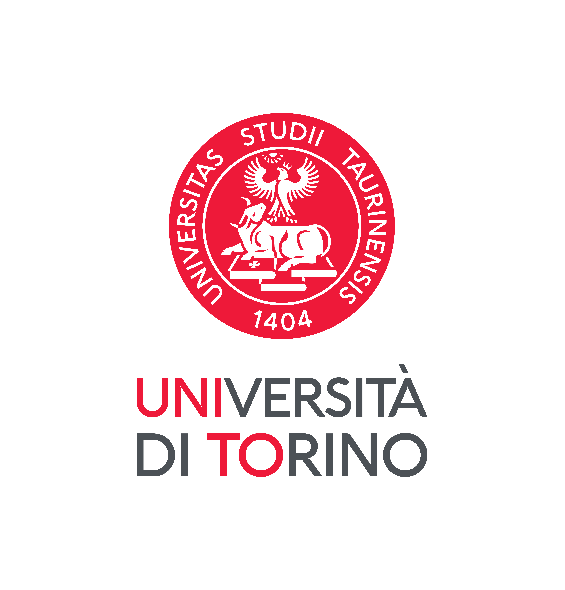 UNIVERSITAS STUDII TAURINENSIS
1404
UNIVERSITÀ
DI TORINO